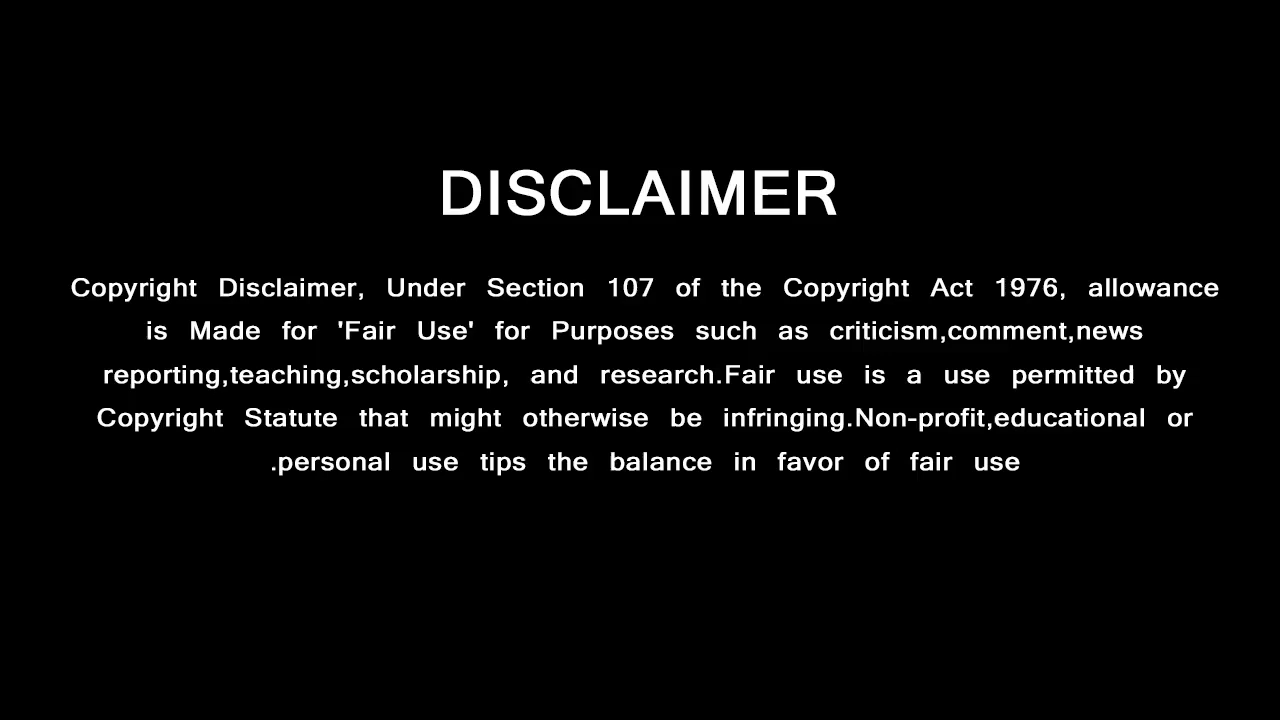 DISCLAIMER
Copyright Disclaimer, Under Section 107 of the Copyright Act 1976, allowance
is Made for 'Fair Use' for Purposes such as criticism,comment,news
reporting,teaching,scholarship, and research.Fair use is a use permitted by
Copyright Statute that might otherwise be infringing.Non-profit,educational or
.personal use tips the balance in favor of fair use